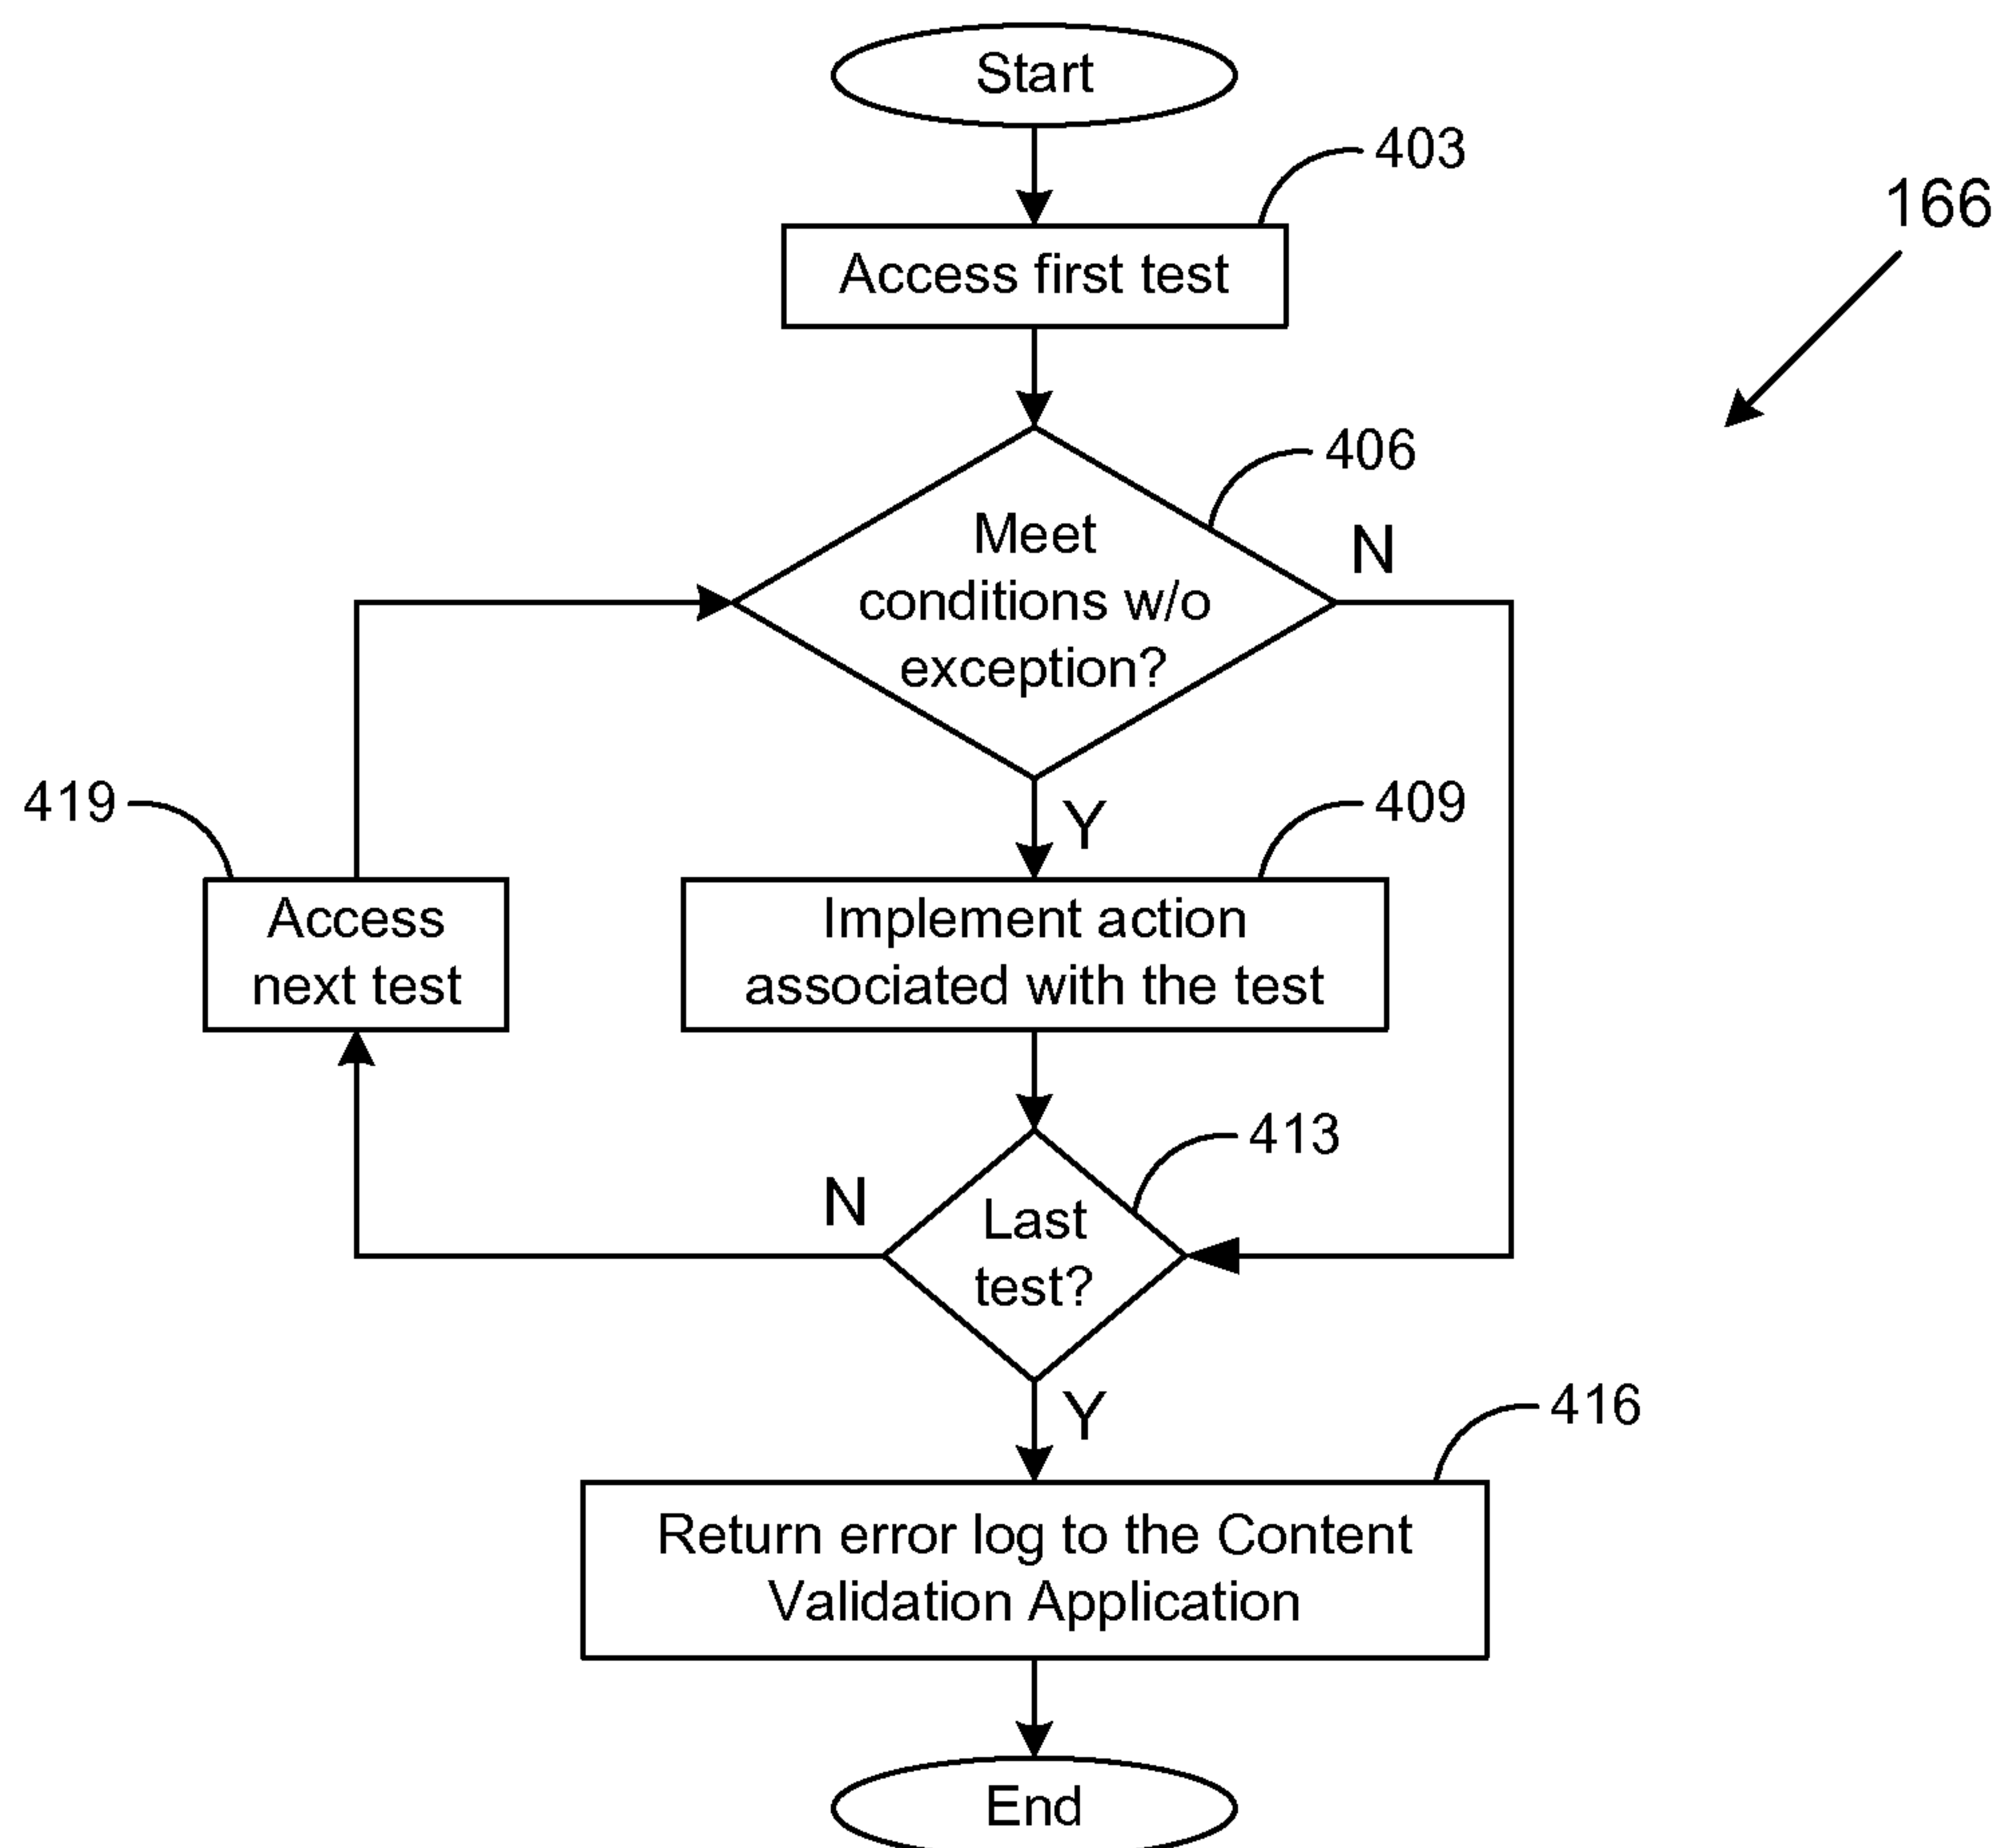 Start
403
166
Access first test
406
N
Meet
conditions w/o
exception?
419
Y
409
Access
next test
Implement action
associated with the test
413
N
Last
test?
Y
416
Return error log to the Content
Validation Application
End